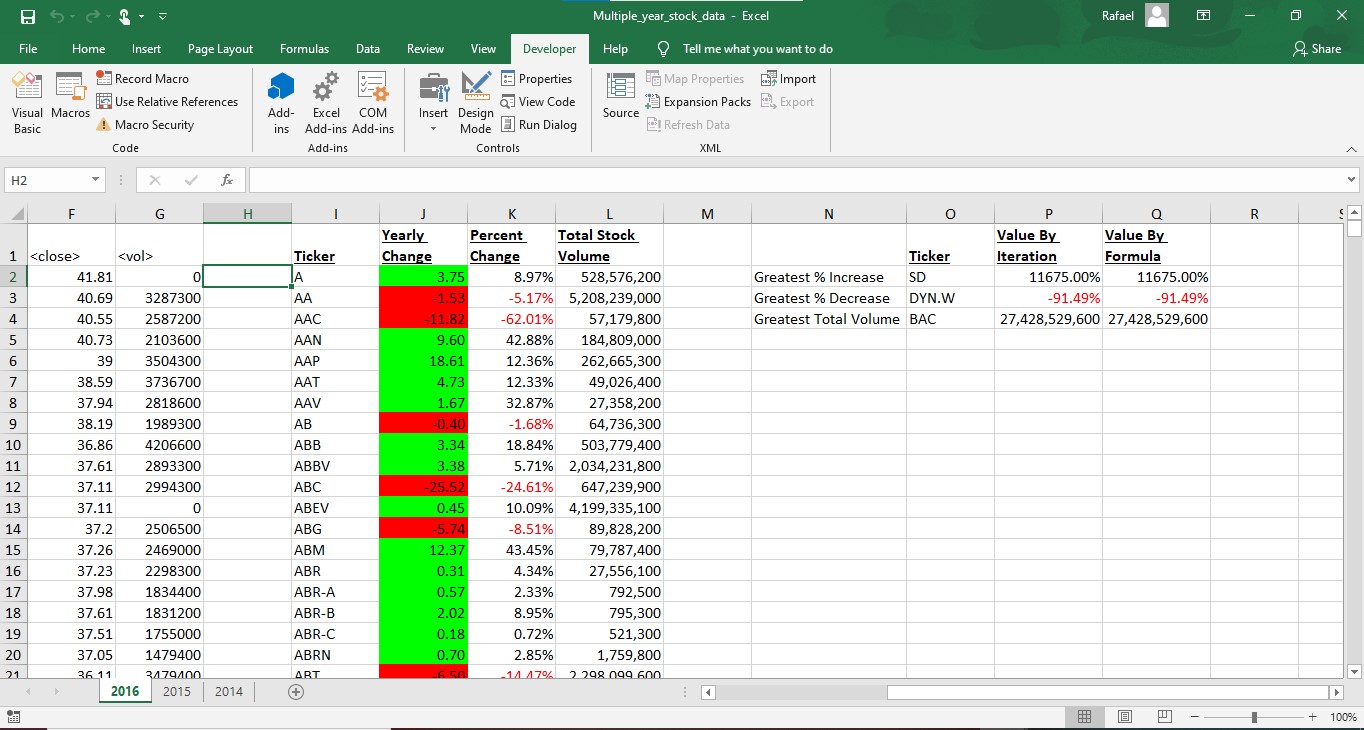 Multiple_year_stock_data - Excel
Rafael
File Home Insert Page Layout Formulas Data Review View Developer Help Tell me what you want to do Share
Visual Basic
Macros
Record Macro
Use Relative References
Macro Security
Code
Add-ins
Excel Add-ins
COM Add-ins
Add-ins
Insert
Design Mode
Properties
View Code
Run Dialog
Controls
Source
Map Properties
Expansion Packs
Refresh Data
Import
Export
XML
H2 fx
F G H I J K L M N O P Q R S
1 <close> <vol> Ticker Yearly Change Percent Change Total Stock Volume Ticker Value By Iteration Value By Formula
2 41.81 0 A 3.75 8.97% 528,576,200 Greatest % Increase SD 11675.00% 11675.00%
3 40.69 3287300 AA -1.53 -5.17% 5,208,239,000 Greatest % Decrease DYN.W -91.49% -91.49%
4 40.55 2587200 AAC -11.82 -62.01% 57,179,800 Greatest Total Volume BAC 27,428,529,600 27,428,529,600
5 40.73 2103600 AAN 9.60 42.88% 184,809,000
6 39 3504300 AAP 18.61 12.36% 262,665,300
7 38.59 3736700 AAT 4.73 12.33% 49,026,400
8 37.94 2818600 AAV 1.67 32.87% 27,358,200
9 38.19 1989300 AB -0.40 -1.68% 64,736,300
10 36.86 4206600 ABB 3.34 18.84% 503,779,400
11 37.61 2893300 ABBV 3.38 5.71% 2,034,231,800
12 37.11 2994300 ABC -25.52 -24.61% 647,239,900
13 37.11 0 ABEV 0.45 10.09% 4,199,335,100
14 37.2 2506500 ABG -5.74 -8.51% 89,828,200
15 37.26 2469000 ABM 12.37 43.45% 79,787,400
16 37.23 2298300 ABR 0.31 4.34% 27,556,100
17 37.98 1834400 ABR-A 0.57 2.33% 792,500
18 37.61 1831200 ABR-B 2.02 8.95% 795,300
19 37.51 1755000 ABR-C 0.18 0.72% 521,300
20 37.05 1479400 ABRN 0.70 2.85% 1,759,800
21 36.11 3479400 ABT -6.50 -14.47% 2,298,099,600
2016 2015 2014
100%